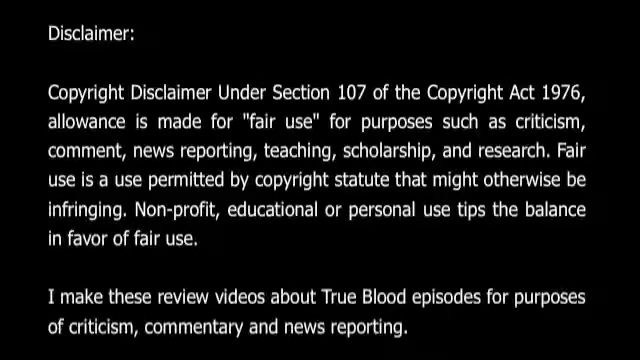 Disclaimer:
Copyright Disclaimer Under Section 107 of the Copyright Act 1976,
allowance is made for "fair use" for purposes such as criticism,
comment, news reporting, teaching, scholarship, and research. Fair
use is a use permitted by copyright statute that might otherwise be
infringing. Non-profit, educational or personal use tips the balance
in favor of fair use.
I make these review videos about True Blood episodes for purposes
of criticism, commentary and news reporting.